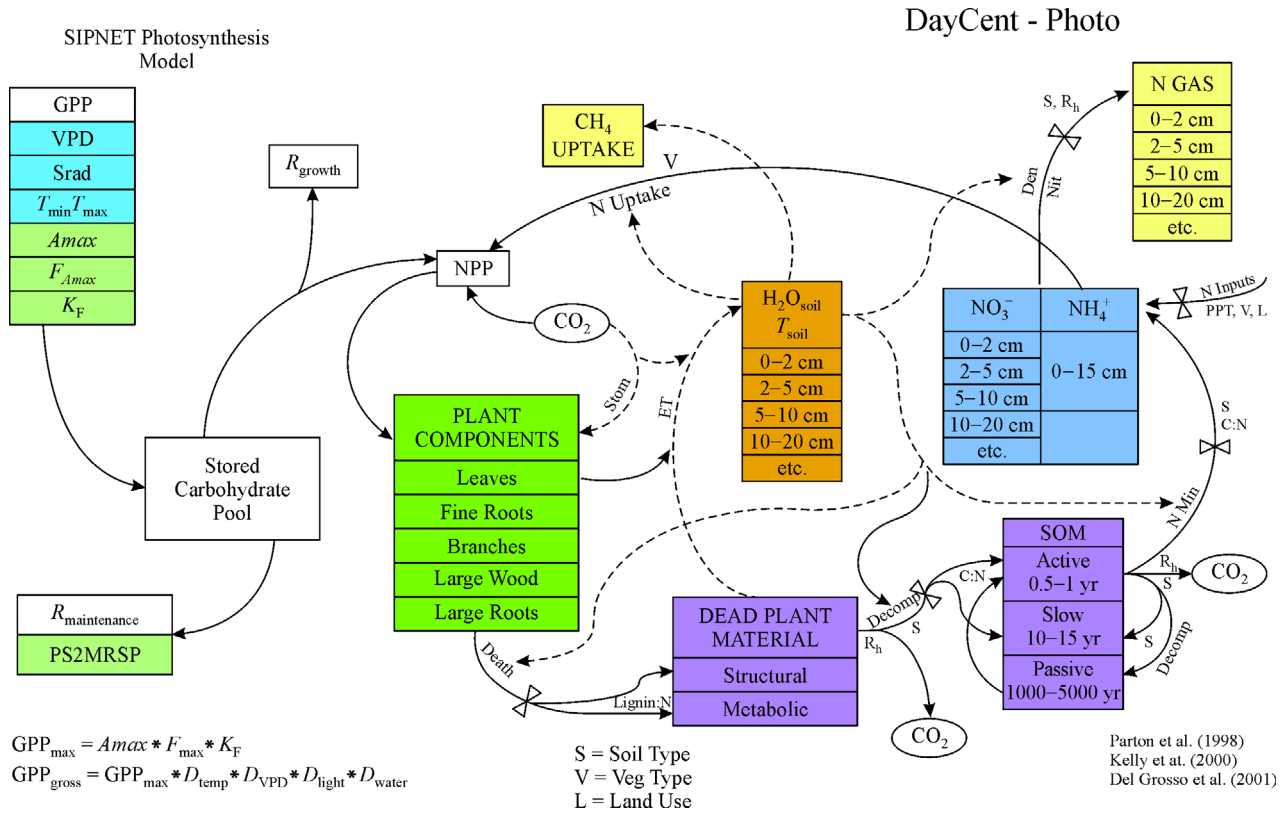 DayCent - Photo
SIPNET Photosynthesis
Model
GPP
VPD
Srad
TminTmax
Amax
FAmax
KF
Rgrowth
CH4
UPTAKE
V
N Uptake
NPP
CO2
Stom
ET
H2Osoil
Tsoil
0−2 cm
2−5 cm
5−10 cm
10−20 cm
etc.
S, Rh
Den
Nit
N GAS
0−2 cm
2−5 cm
5−10 cm
10−20 cm
etc.
NO3−
0−2 cm
2−5 cm
5−10 cm
10−20 cm
etc.
NH4+
0−15 cm
N Inputs
PPT, V, L
S
C:N
N Min
Stored
Carbohydrate
Pool
Rmaintenance
PS2MRSP
PLANT
COMPONENTS
Leaves
Fine Roots
Branches
Large Wood
Large Roots
Death
Lignin:N
DEAD PLANT
MATERIAL
Structural
Metabolic
Decomp
S
Rh
CO2
C:N
SOM
Active
0.5−1 yr
Slow
10−15 yr
Passive
1000−5000 yr
Rh
S
CO2
S
Decomp
GPPmax = Amax * Fmax* KF
GPPgross = GPPmax*Dtemp*DVPD*Dlight*Dwater
S = Soil Type
V = Veg Type
L = Land Use
Parton et al. (1998)
Kelly et at. (2000)
Del Grosso et al. (2001)